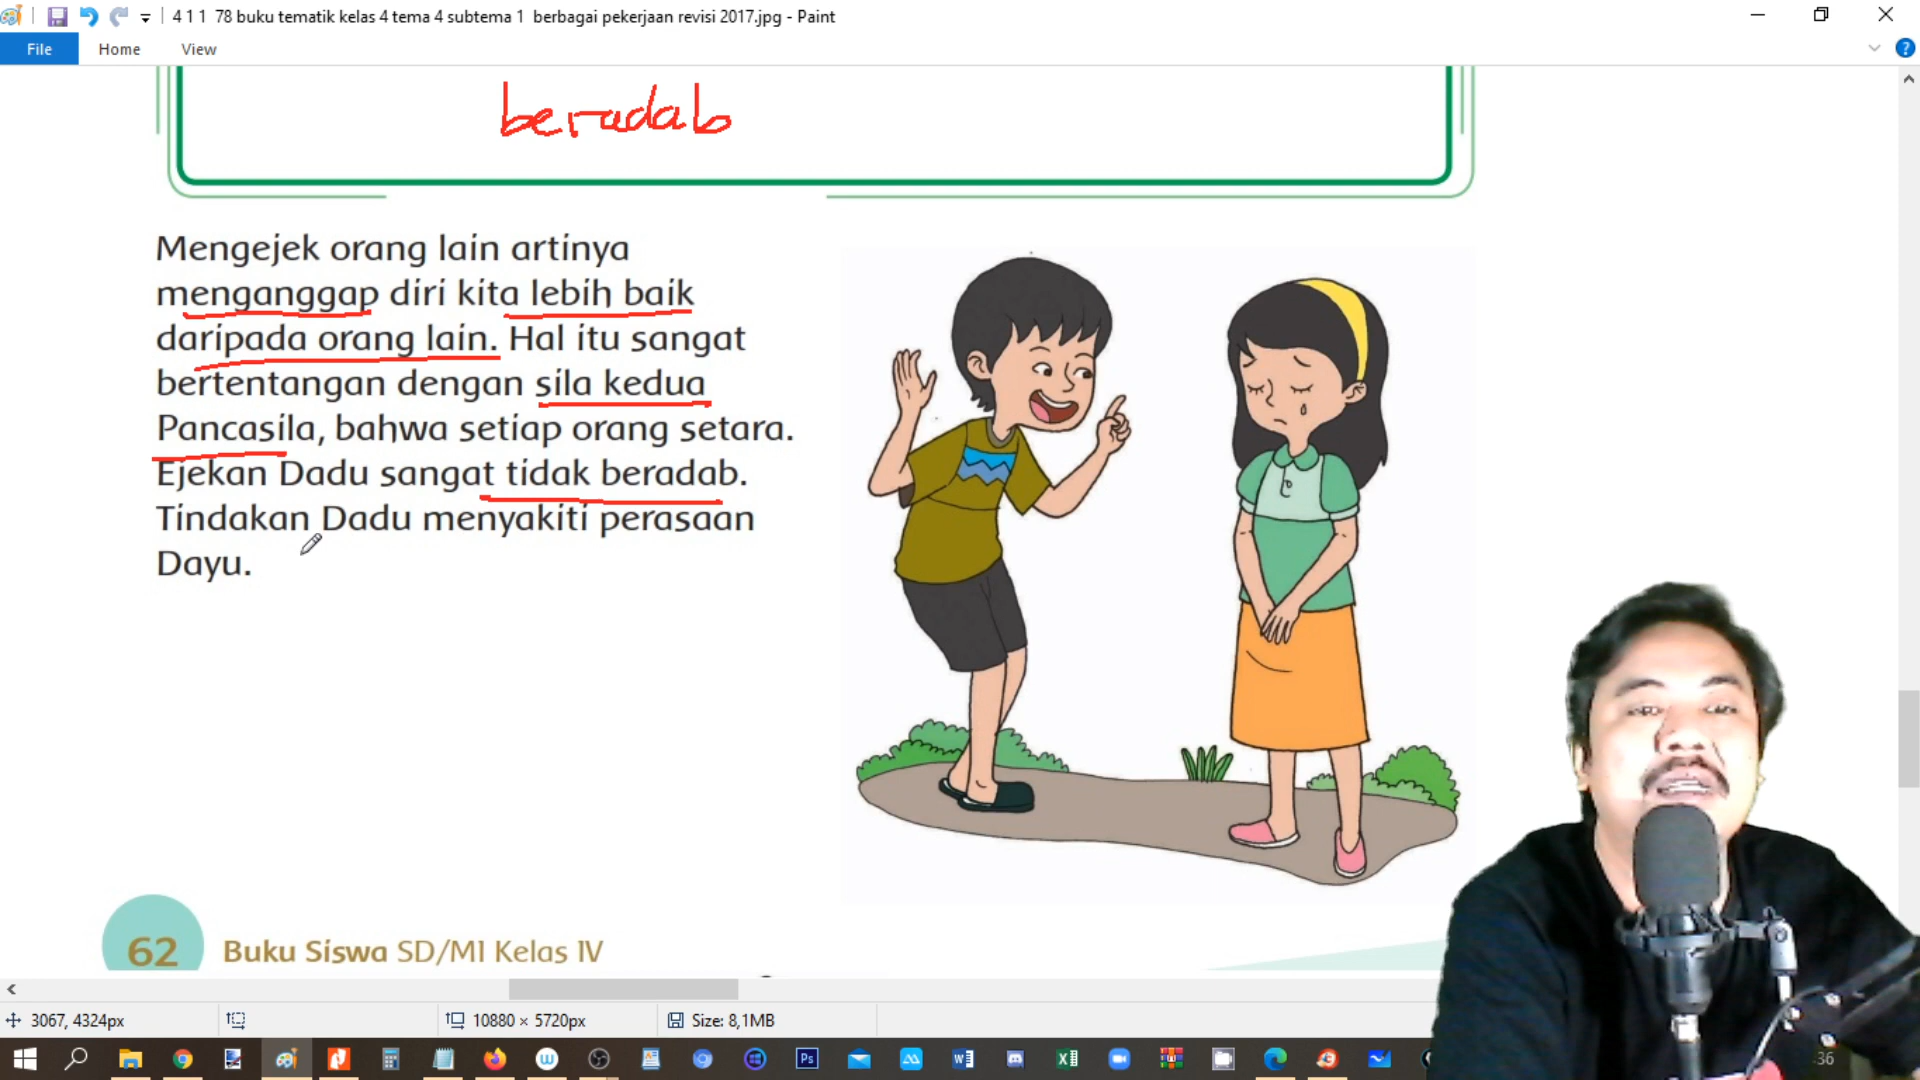 4 1 1  78 buku tematik kelas 4 tema 4 subtema 1  berbagai pekerjaan revisi 2017.jpg - Paint
File Home View
beradab
Mengejek orang lain artinya
menganggap diri kita lebih baik
daripada orang lain. Hal itu sangat
bertentangan dengan sila kedua
Pancasila, bahwa setiap orang setara.
Ejekan Dadu sangat tidak beradab.
Tindakan Dadu menyakiti perasaan
Dayu.
62 Buku Siswa SD/MI Kelas IV
3067, 4324px 10880 × 5720px Size: 8,1MB
Ps
36